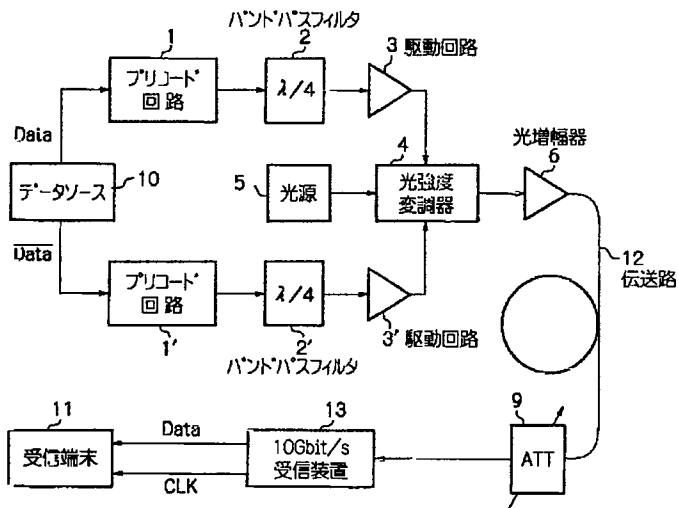 バンドパスフィルタ
1
2
3 駆動回路
プリコード
回路
λ/4
Data
4
光増幅器
6
データソース
10
5
光源
光強度
変調器
Data
12
伝送路
プリコード
回路
λ/4
1'
2'
3' 駆動回路
バンドパスフィルタ
11
13
9
受信端末
Data
CLK
10Gbit/s
受信装置
ATT